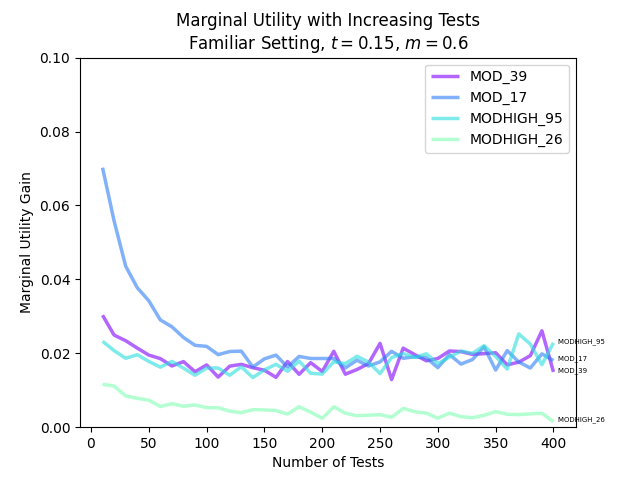 Marginal Utility with Increasing Tests
Familiar Setting, t = 0.15, m = 0.6
MOD_39
MOD_17
MODHIGH_95
MODHIGH_26
Marginal Utility Gain
0.10
0.08
0.06
0.04
0.02
0.00
MODHIGH_95
MOD_17
MOD_39
MODHIGH_26
0
50
100
150
200
250
300
350
400
Number of Tests